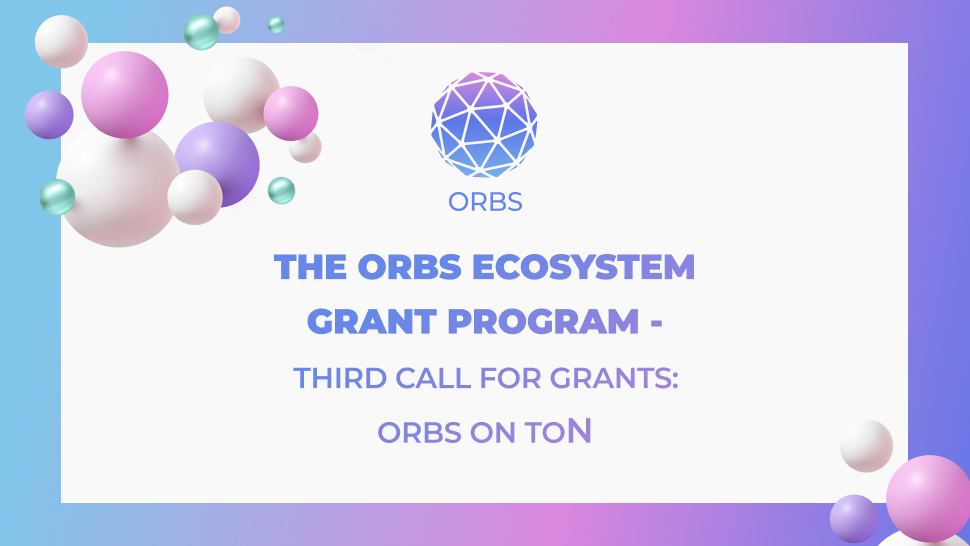 ORBS
THE ORBS ECOSYSTEM
GRANT PROGRAM -
THIRD CALL FOR GRANTS:
ORBS ON TON